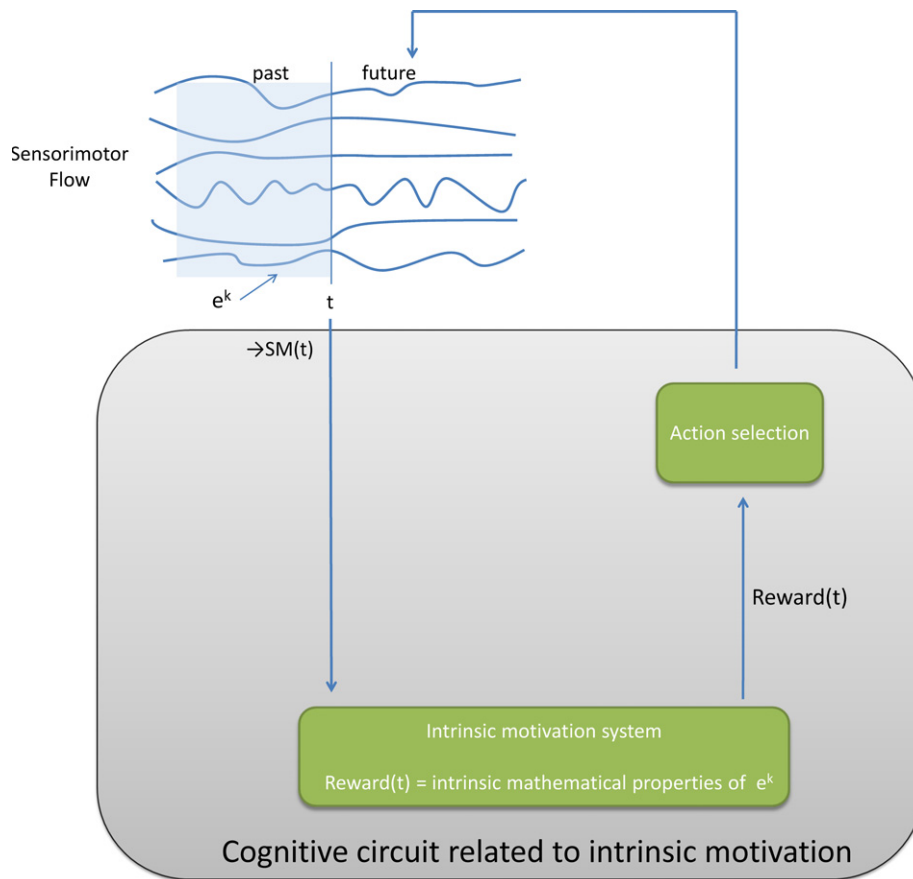 past future
Sensorimotor
Flow
e^k t
→SM(t)
Action selection
Reward(t)
Intrinsic motivation system
Reward(t) = intrinsic mathematical properties of e^k
Cognitive circuit related to intrinsic motivation